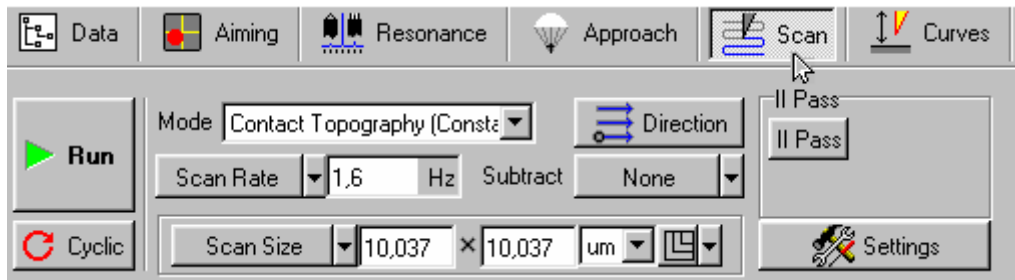 Data Aiming Resonance Approach Scan Curves
Run
Mode Contact Topography (Consta Direction
II Pass
II Pass
Scan Rate 1,6 Hz Subtract None
Cyclic
Scan Size 10,037 × 10,037 um
Settings